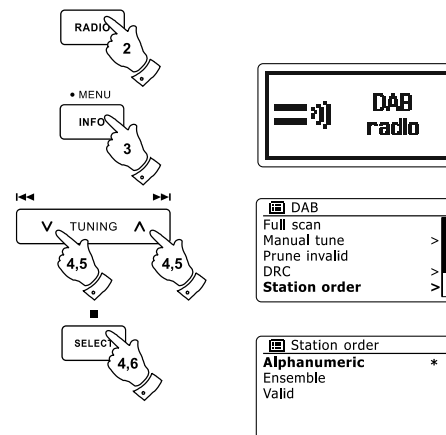 RADIO
2
• MENU
INFO
3
TUNING
4,5
4,5
SELECT
4,6
DAB
radio
DAB
Full scan
Manual tune >
Prune invalid
DRC >
Station order >
Station order
Alphanumeric *
Ensemble
Valid